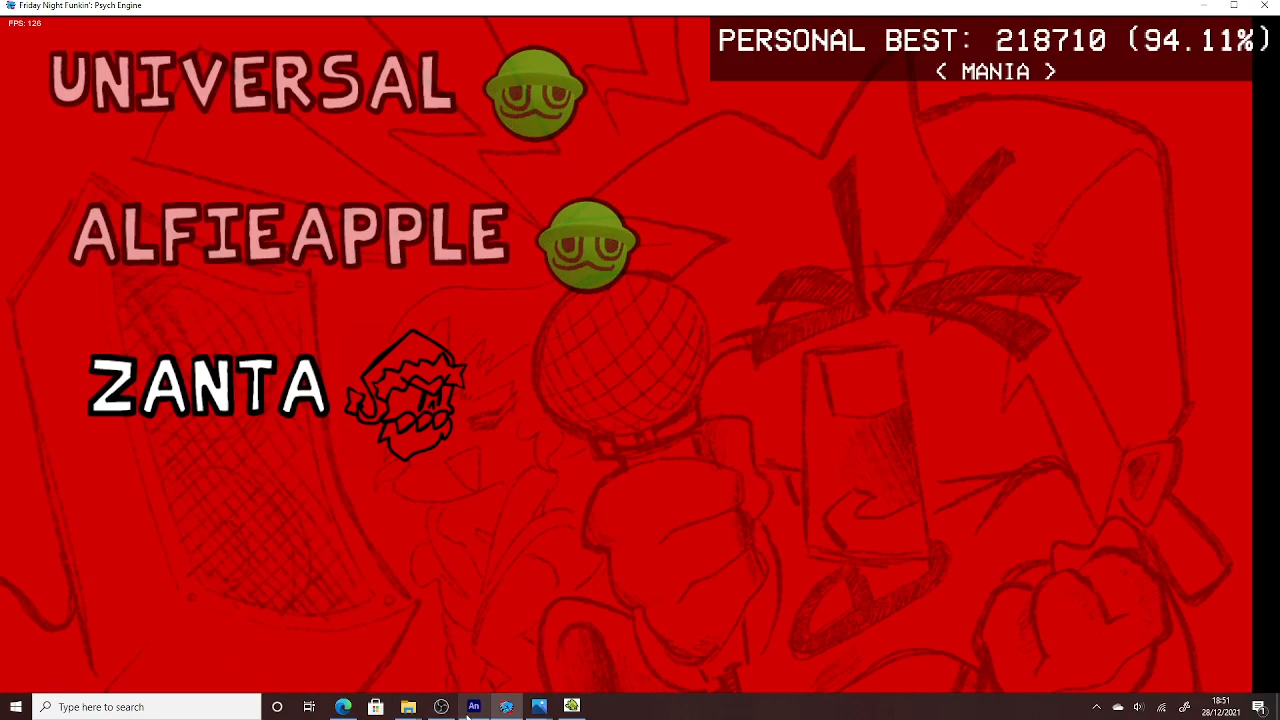 Friday Night Funkin': Psych Engine
FPS: 126
PERSONAL BEST: 218710 (94.11%)
< MANIA >
UNIVERSAL
ALFIEAPPLE
ZANTA
Type here to search
An
18:51
28/12/2021